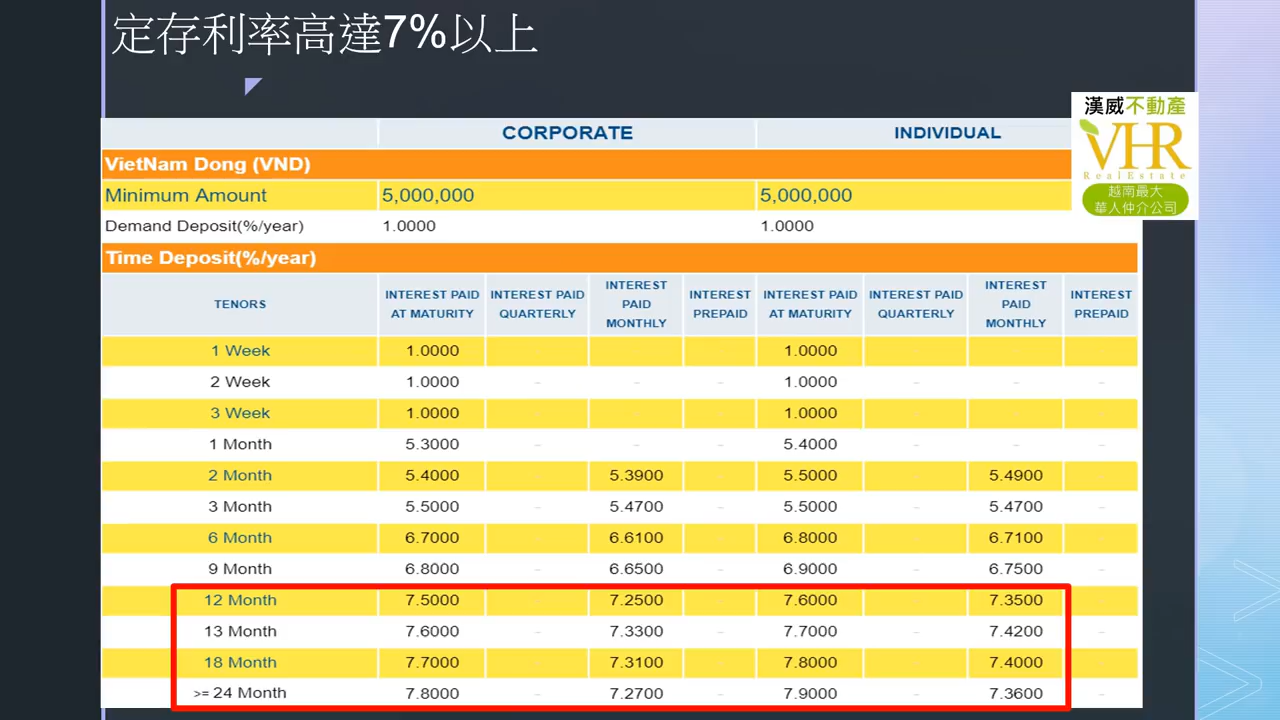 定存利率高達7%以上
漢威不動產
VHR
RealEstate
越南最大
華人仲介公司
CORPORATE INDIVIDUAL
VietNam Dong (VND)
Minimum Amount 5,000,000 5,000,000
Demand Deposit(%/year) 1.0000 1.0000
Time Deposit(%/year)
TENORS INTEREST PAID AT MATURITY INTEREST PAID QUARTERLY INTEREST PAID MONTHLY INTEREST PREPAID INTEREST PAID AT MATURITY INTEREST PAID QUARTERLY INTEREST PAID MONTHLY INTEREST PREPAID
1 Week 1.0000 1.0000
2 Week 1.0000 - - - 1.0000 - - -
3 Week 1.0000 - - - 1.0000 - - -
1 Month 5.3000 - - - 5.4000 - - -
2 Month 5.4000 - 5.3900 - 5.5000 - 5.4900 -
3 Month 5.5000 - 5.4700 - 5.5000 - 5.4700 -
6 Month 6.7000 - 6.6100 - 6.8000 - 6.7100 -
9 Month 6.8000 - 6.6500 - 6.9000 - 6.7500 -
12 Month 7.5000 - 7.2500 - 7.6000 - 7.3500 -
13 Month 7.6000 - 7.3300 - 7.7000 - 7.4200 -
18 Month 7.7000 - 7.3100 - 7.8000 - 7.4000 -
>= 24 Month 7.8000 - 7.2700 - 7.9000 - 7.3600 -